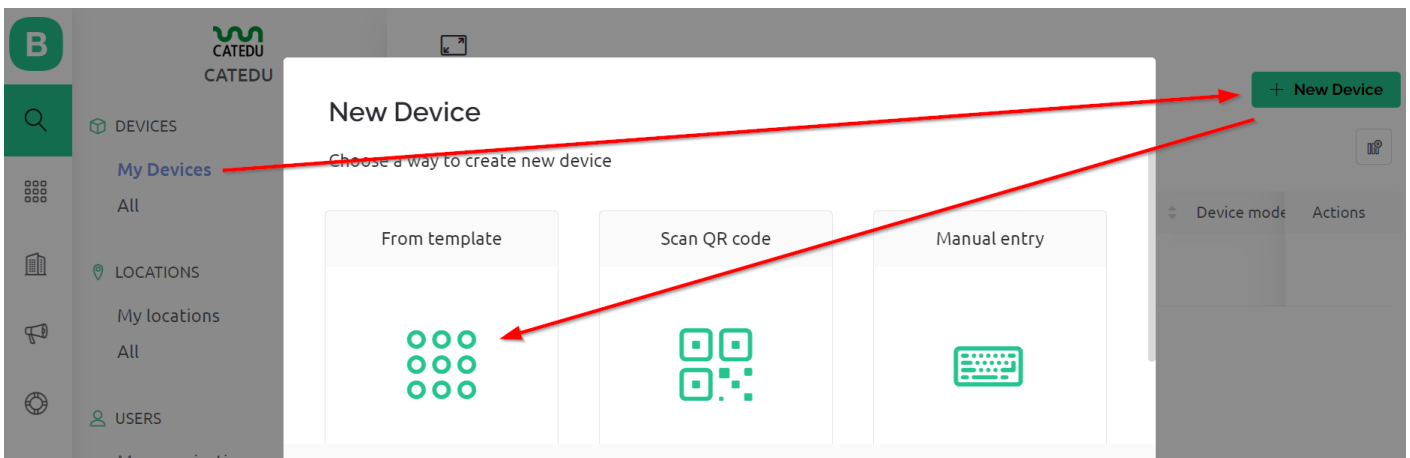 B
CATEDU
CATEDU
+ New Device
DEVICES
My Devices
All
LOCATIONS
My locations
All
USERS
New Device
Choose a way to create new device
From template
Scan QR code
Manual entry
Device mode
Actions